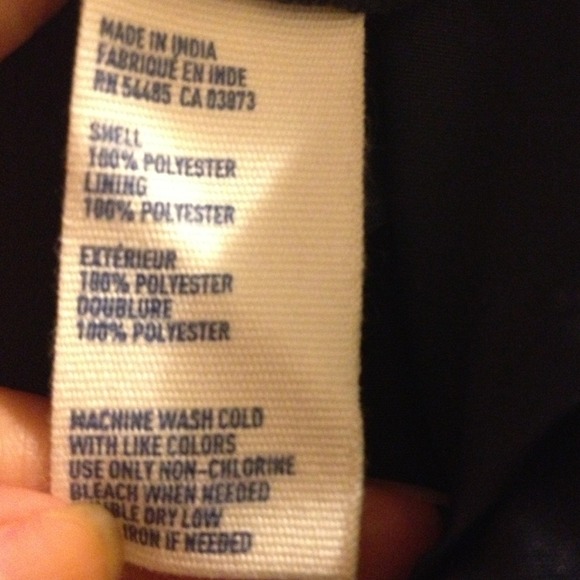 MADE IN INDIA
FABRIQUÉ EN INDE
RN 54485 CA 03973
SHELL
100% POLYESTER
LINING
100% POLYESTER
EXTÉRIEUR
100% POLYESTER
DOUBLURE
100% POLYESTER
MACHINE WASH COLD
WITH LIKE COLORS
USE ONLY NON-CHLORINE
BLEACH WHEN NEEDED
DRY LOW
IRON IF NEEDED